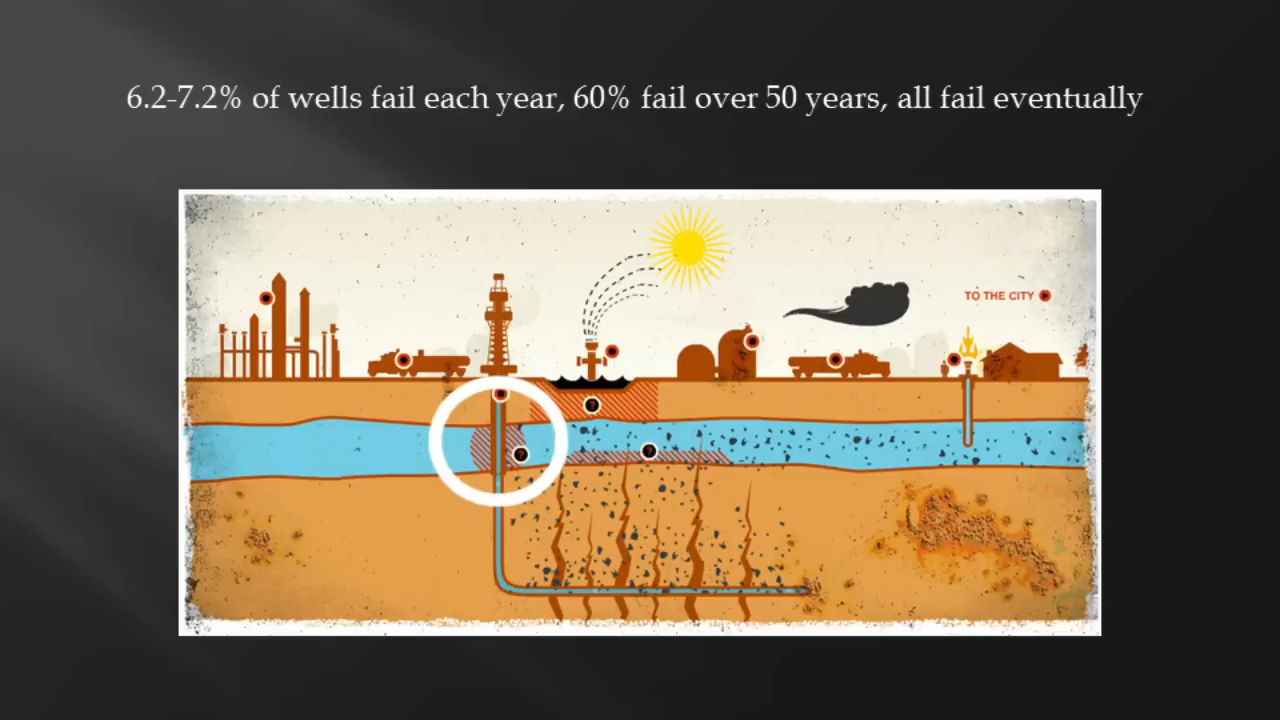 6.2-7.2% of wells fail each year, 60% fail over 50 years, all fail eventually
TO THE CITY